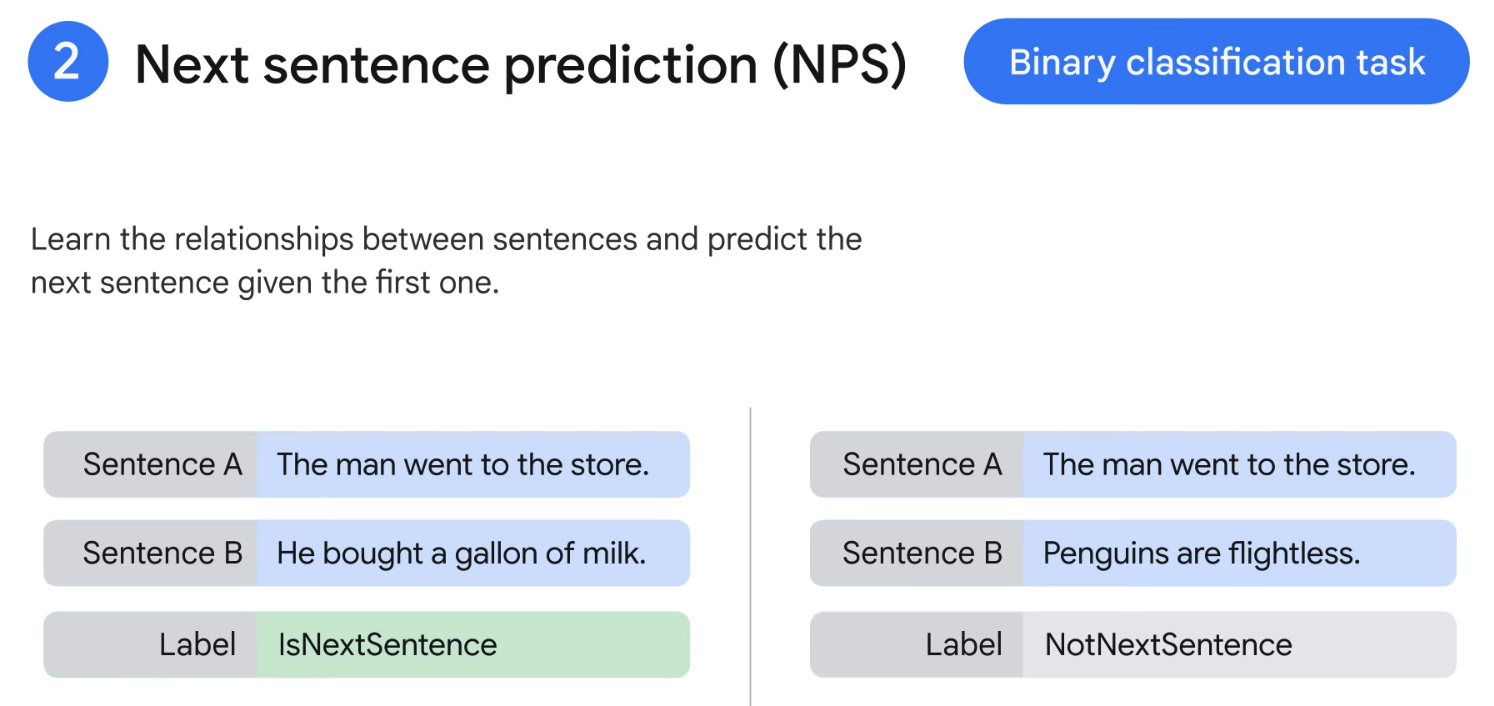 2 Next sentence prediction (NPS)
Binary classification task
Learn the relationships between sentences and predict the
next sentence given the first one.
Sentence A The man went to the store.
Sentence B He bought a gallon of milk.
Label IsNextSentence
Sentence A The man went to the store.
Sentence B Penguins are flightless.
Label NotNextSentence